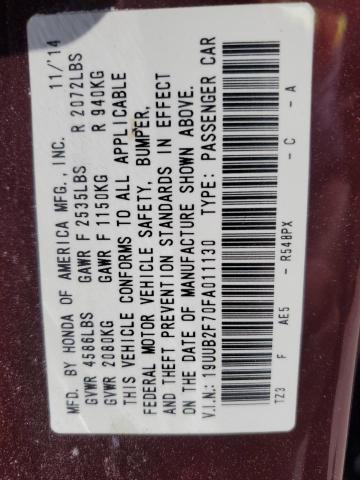 MFD. BY HONDA OF AMERICA MFG., INC. 11/'14
GVWR 4586LBS GAWR F 2535LBS R 2072LBS
GVWR 2080KG GAWR F 1150KG R 940KG
THIS VEHICLE CONFORMS TO ALL APPLICABLE
FEDERAL MOTOR VEHICLE SAFETY, BUMPER,
AND THEFT PREVENTION STANDARDS IN EFFECT
ON THE DATE OF MANUFACTURE SHOWN ABOVE.
V.I.N.: 19UUB2F70FA011130 TYPE: PASSENGER CAR
TZ3 F AE5 - R548PX - C - A